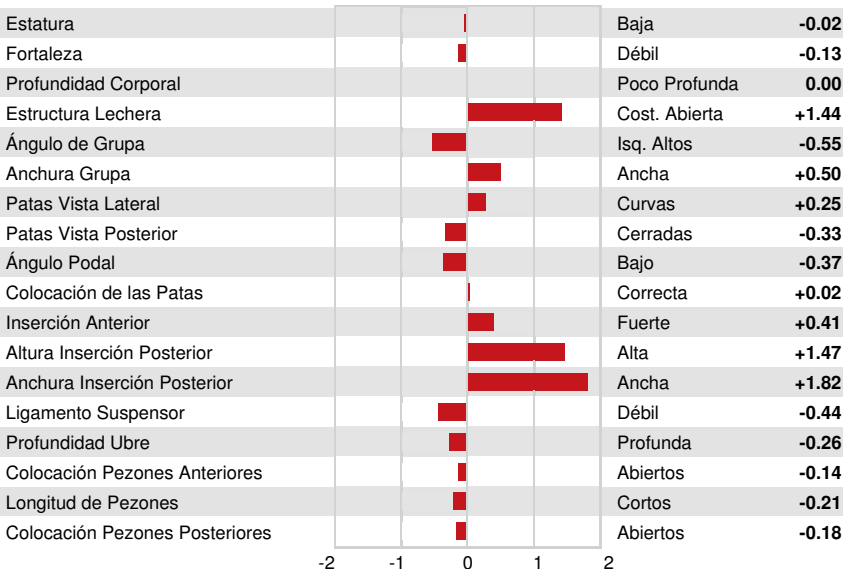 Estatura Baja -0.02
Fortaleza Débil -0.13
Profundidad Corporal Poco Profunda 0.00
Estructura Lechera Cost. Abierta +1.44
Ángulo de Grupa Isq. Altos -0.55
Anchura Grupa Ancha +0.50
Patas Vista Lateral Curvas +0.25
Patas Vista Posterior Cerradas -0.33
Ángulo Podal Bajo -0.37
Colocación de las Patas Correcta +0.02
Inserción Anterior Fuerte +0.41
Altura Inserción Posterior Alta +1.47
Anchura Inserción Posterior Ancha +1.82
Ligamento Suspensor Débil -0.44
Profundidad Ubre Profunda -0.26
Colocación Pezones Anteriores Abiertos -0.14
Longitud de Pezones Cortos -0.21
Colocación Pezones Posteriores Abiertos -0.18
-2 -1 0 1 2